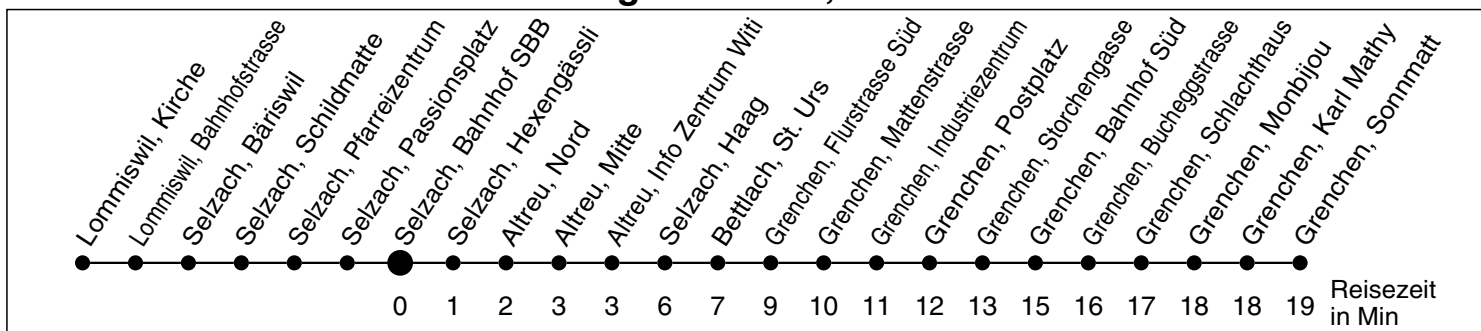 Lommiswil, Kirche
Lommiswil, Bahnhofstrasse
Selzach, Bäriswil
Selzach, Schildmatte
Selzach, Pfarreizentrum
Selzach, Passionsplatz
Selzach, Bahnhof SBB
Selzach, Hexengässli
Altreu, Nord
Altreu, Mitte
Altreu, Info Zentrum Witi
Selzach, Haag
Bettlach, St. Urs
Grenchen, Flurstrasse Süd
Grenchen, Mattenstrasse
Grenchen, Industriezentrum
Grenchen, Postplatz
Grenchen, Storchengasse
Grenchen, Bahnhof Süd
Grenchen, Bucheggstrasse
Grenchen, Schlachthaus
Grenchen, Monbijou
Grenchen, Karl Mathy
Grenchen, Sonnmatt
0 1 2 3 3 6 7 9 10 11 12 13 15 16 17 18 18 19
Reisezeit
in Min